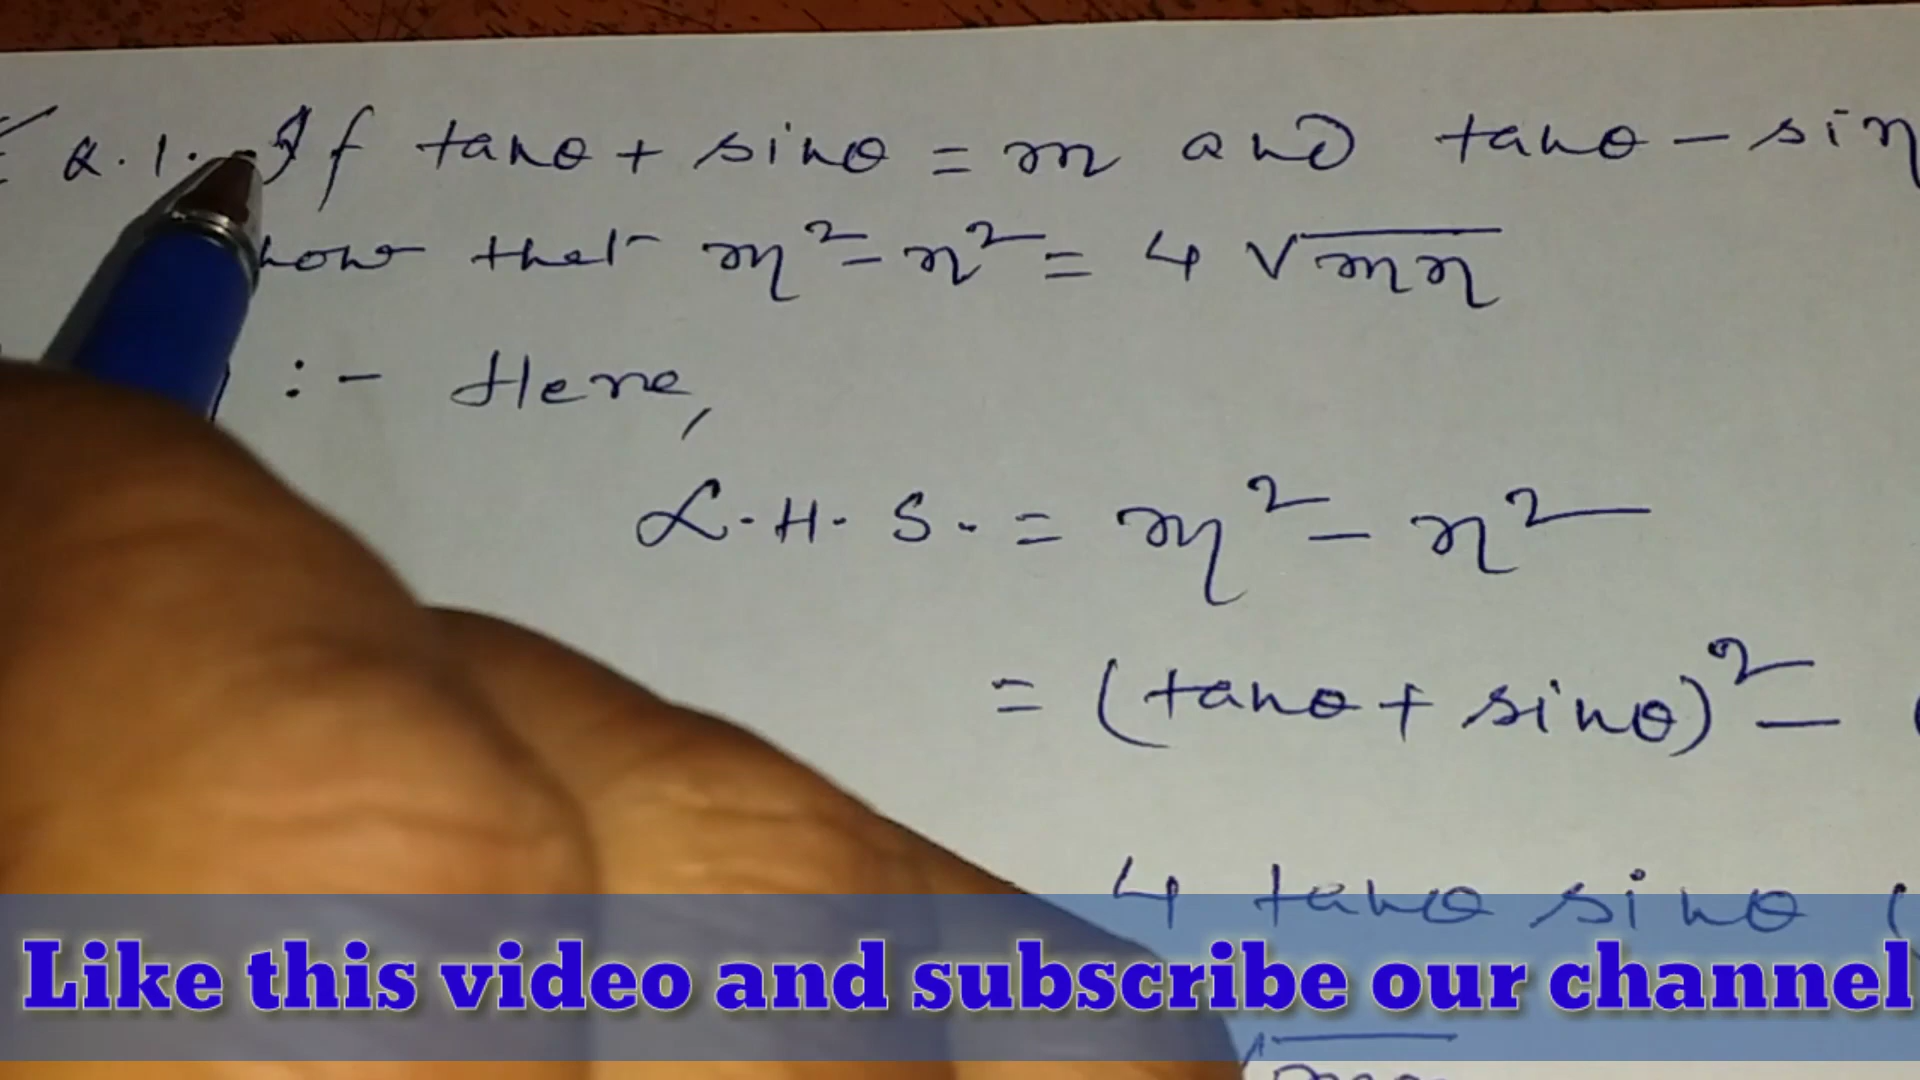 Ex.1. If tanθ + sinθ = m and tanθ - sin
how that m² - n² = 4 √mn
:- Here,
L.H.S. = m² - n²
= (tanθ + sinθ)² - (
4 tanθ sinθ (
Like this video and subscribe our channel